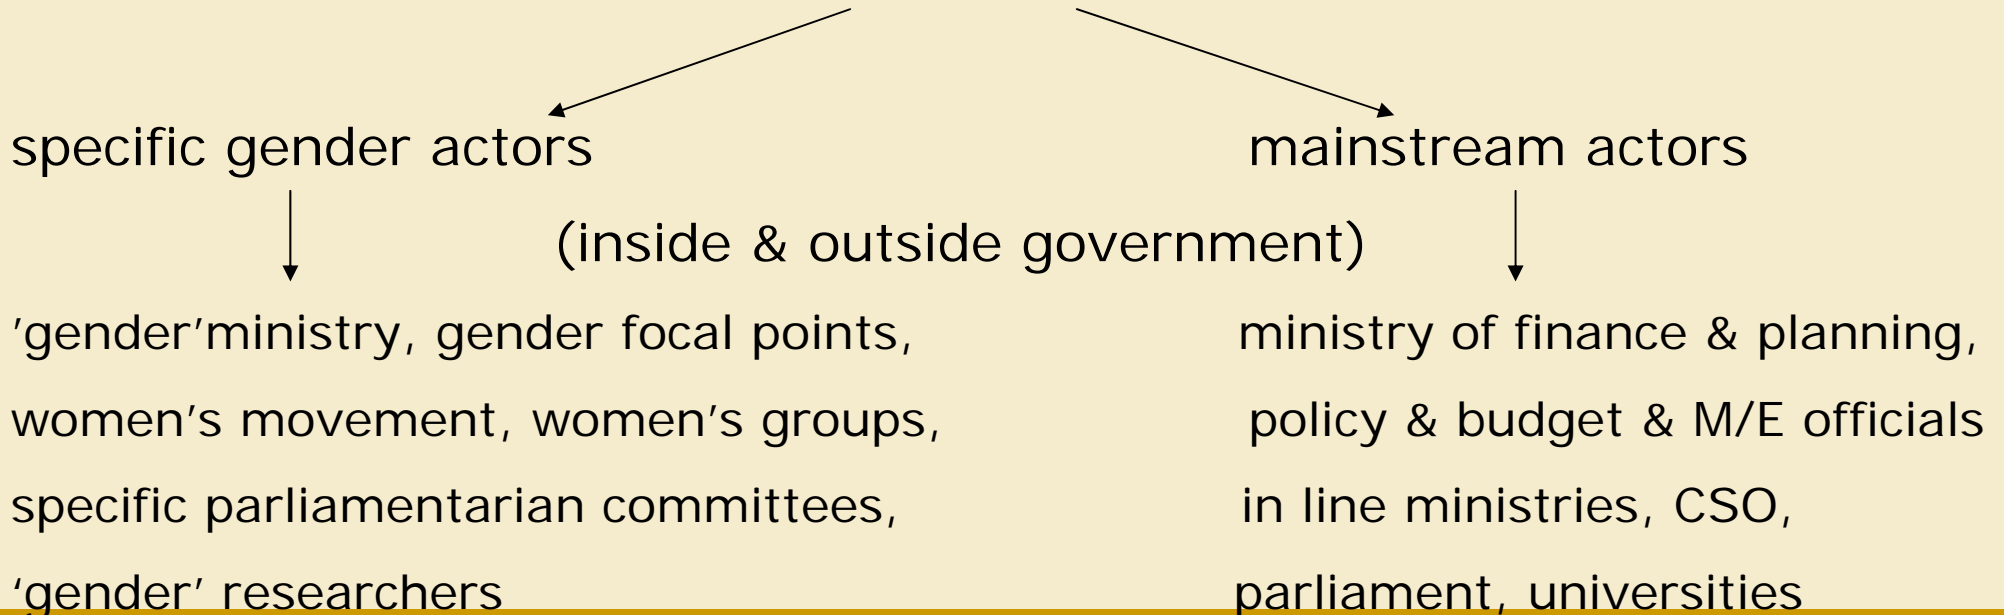 specific gender actors
mainstream actors
(inside & outside government)
'gender'ministry, gender focal points,
women's movement, women's groups,
specific parliamentarian committees,
‘gender' researchers
ministry of finance & planning,
policy & budget & M/E officials
in line ministries, CSO,
parliament, universities